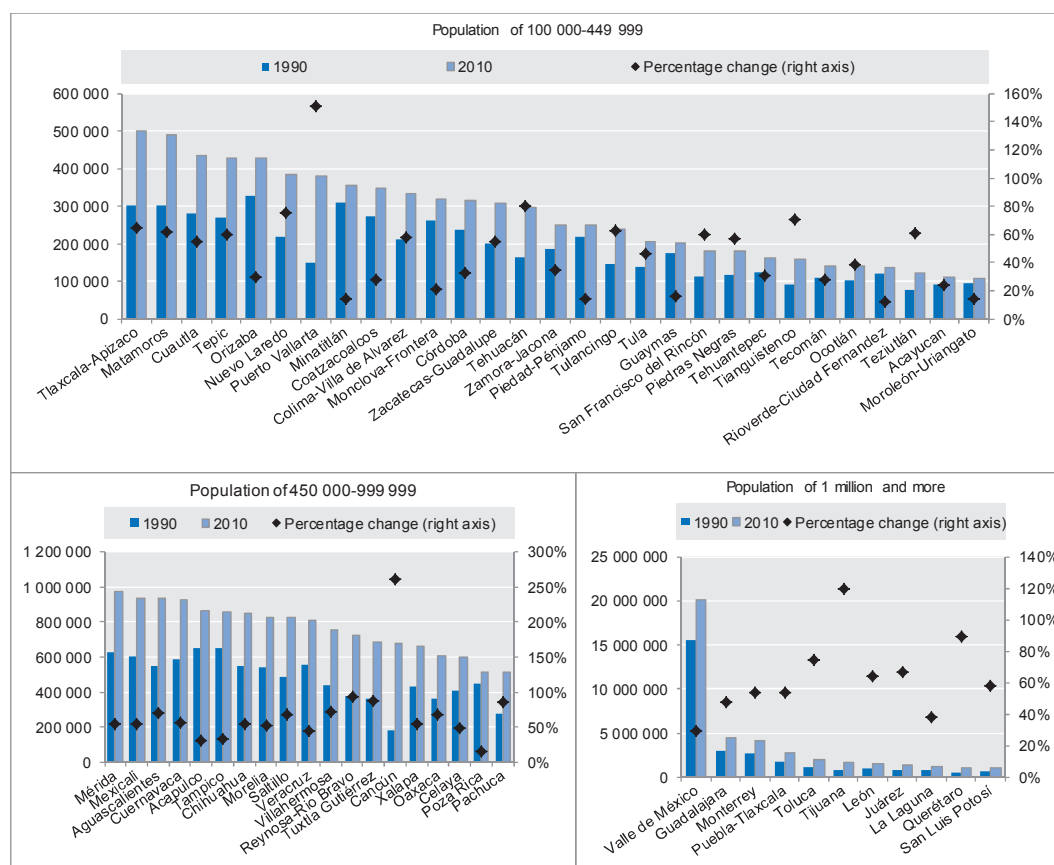 Population of 100 000-449 999
1990 2010 Percentage change (right axis)
600 000 160%
500 000 140%
400 000 120%
300 000 100%
200 000 80%
100 000 60%
0 40%
20%
0%
Tlaxcala-Apizaco
Matamoros
Cuautla
Tepic
Orizaba
Nuevo Laredo
Puerto Vallarta
Minatitlán
Coatzacoalcos
Colima-Villa de Alvarez
Monclova-Frontera
Córdoba
Zacatecas-Guadalupe
Tehuacán
Zamora-Jacona
Piedad-Pénjamo
Tulancingo
Tula
Guaymas
San Francisco del Rincón
Piedras Negras
Tehuantepec
Tianguistenco
Tecomán
Ocotlán
Rioverde-Ciudad Fernandez
Teziutlán
Acayucan
Moroleón-Uriangato
Population of 450 000-999 999
1990 2010 Percentage change (right axis)
1 200 000 300%
1 000 000 250%
800 000 200%
600 000 150%
400 000 100%
200 000 50%
0 0%
Mérida
Mexicali
Aguascalientes
Cuernavaca
Acapulco
Tampico
Chihuahua
Morelia
Saltillo
Veracruz
Villahermosa
Reynosa-Río Bravo
Tuxtla Gutiérrez
Cancún
Xalapa
Oaxaca
Celaya
Poza Rica
Pachuca
Population of 1 million and more
1990 2010 Percentage change (right axis)
25 000 000 140%
20 000 000 120%
15 000 000 100%
10 000 000 80%
5 000 000 60%
0 40%
20%
0%
Valle de México
Guadalajara
Monterrey
Puebla-Tlaxcala
Toluca
Tijuana
León
Juárez
La Laguna
Querétaro
San Luis Potosí